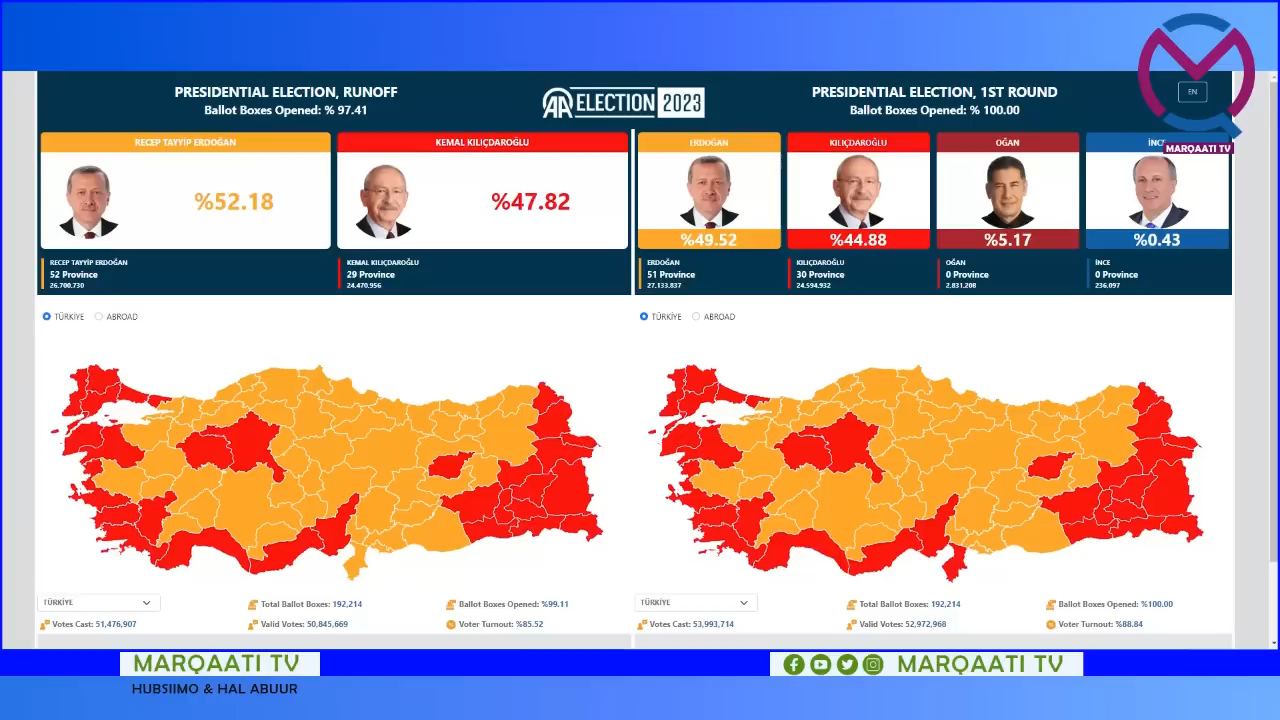 PRESIDENTIAL ELECTION, RUNOFF
Ballot Boxes Opened: % 97.41
AA ELECTION 2023
PRESIDENTIAL ELECTION, 1ST ROUND
Ballot Boxes Opened: % 100.00
EN
MARQAATI TV
RECEP TAYYİP ERDOĞAN
%52.18
KEMAL KILIÇDAROĞLU
%47.82
ERDOĞAN
%49.52
KILIÇDAROĞLU
%44.88
OĞAN
%5.17
İNCE
%0.43
RECEP TAYYİP ERDOĞAN
52 Province
26.700.730
KEMAL KILIÇDAROĞLU
29 Province
24.470.956
ERDOĞAN
51 Province
27.133.837
KILIÇDAROĞLU
30 Province
24.594.932
OĞAN
0 Province
2.831.208
İNCE
0 Province
236.097
TÜRKİYE ABROAD
TÜRKİYE ABROAD
TÜRKİYE
Total Ballot Boxes: 192,214
Ballot Boxes Opened: %99.11
Votes Cast: 51,476,907
Valid Votes: 50,845,669
Voter Turnout: %85.52
TÜRKİYE
Total Ballot Boxes: 192,214
Ballot Boxes Opened: %100.00
Votes Cast: 53,993,714
Valid Votes: 52,972,968
Voter Turnout: %88.84
MARQAATI TV
HUBSIIMO & HAL ABUUR
MARQAATI TV